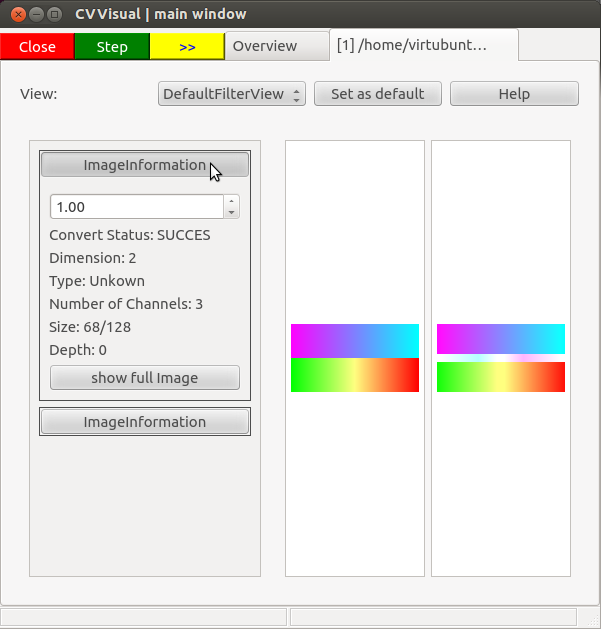 CVVisual | main window
Close Step >> Overview [1] /home/virtubunt...
View: DefaultFilterView Set as default Help
ImageInformation
1.00
Convert Status: SUCCES
Dimension: 2
Type: Unkown
Number of Channels: 3
Size: 68/128
Depth: 0
show full Image
ImageInformation